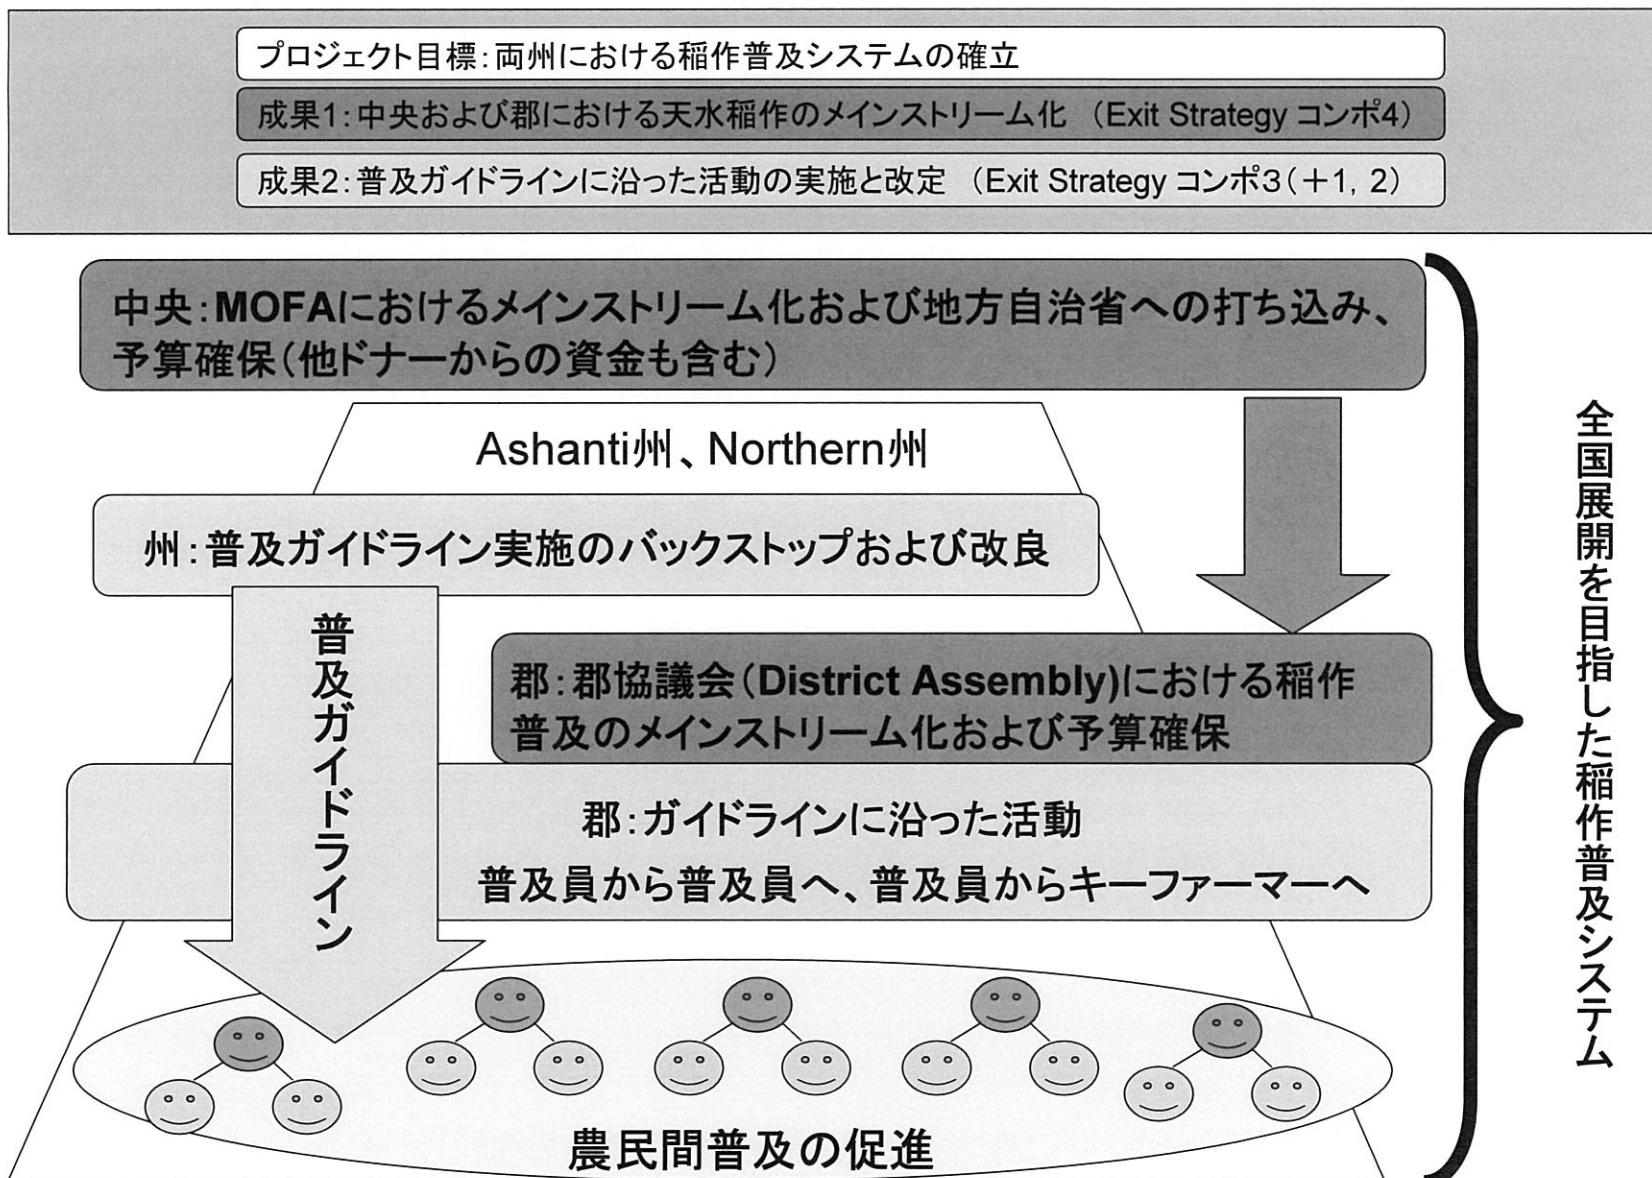 プロジェクト目標：両州における稲作普及システムの確立
成果1：中央および郡における天水稲作のメインストリーム化 （Exit Strategy コンポ4）
成果2：普及ガイドラインに沿った活動の実施と改定 （Exit Strategy コンポ3（＋1, 2）
中央：MOFAにおけるメインストリーム化および地方自治省への打ち込み、
予算確保（他ドナーからの資金も含む）
Ashanti州、Northern州
州：普及ガイドライン実施のバックストップおよび改良
普及ガイドライン
郡：郡協議会（District Assembly)における稲作
普及のメインストリーム化および予算確保
郡：ガイドラインに沿った活動
普及員から普及員へ、普及員からキーファーマーへ
農民間普及の促進
全国展開を目指した稲作普及システム